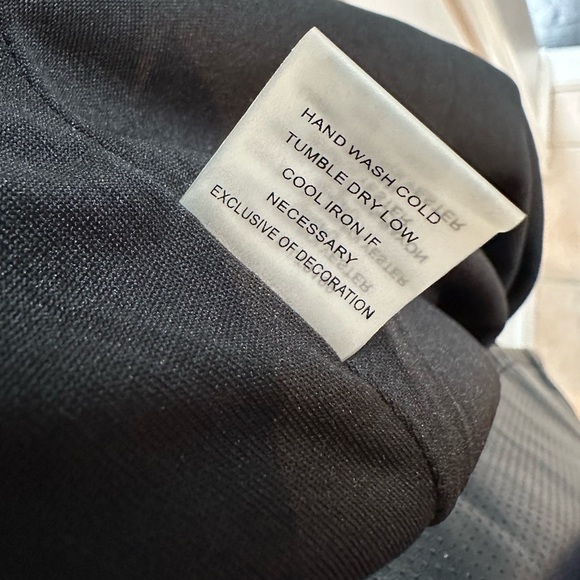 HAND WASH COLD
TUMBLE DRY LOW
COOL IRON IF
NECESSARY
EXCLUSIVE OF DECORATION